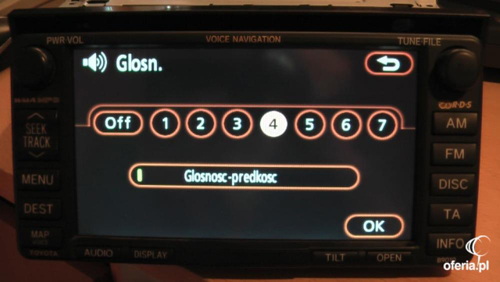 PWR·VOL
VOICE NAVIGATION
TUNE·FILE
Glosn.
R·D·S
SEEK
TRACK
Off 1 2 3 4 5 6 7
AM
FM
MENU
Glosnosc-predkosc
DISC
DEST
TA
MAP
OK
INFO
TOYOTA
AUDIO
DISPLAY
TILT
OPEN
oferia.pl